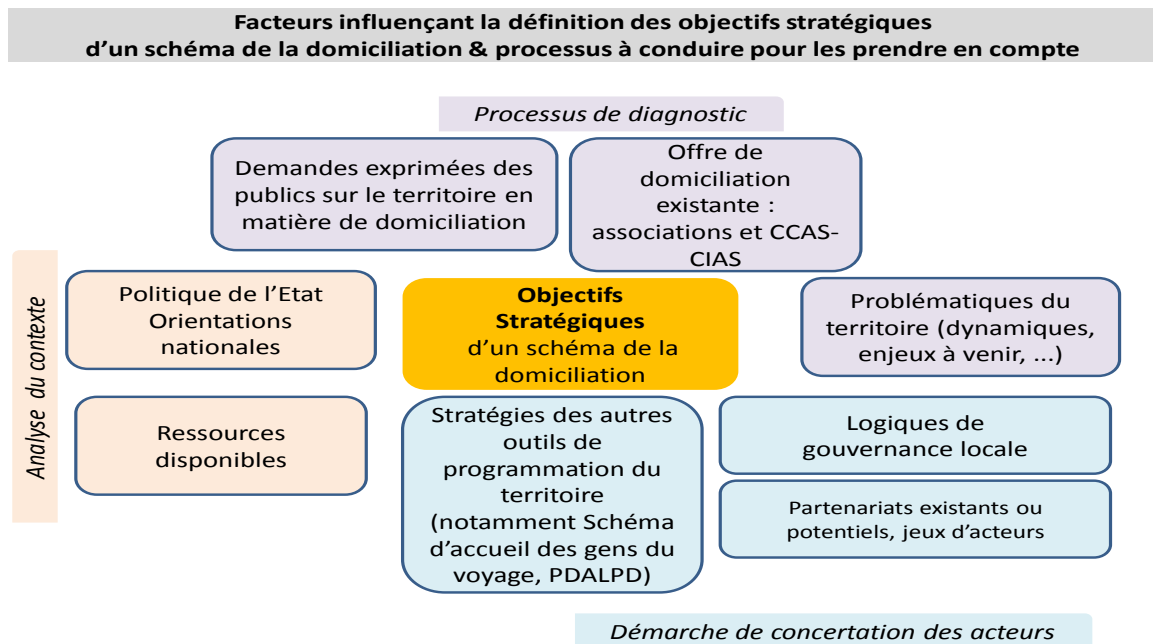 Facteurs influençant la définition des objectifs stratégiques
d'un schéma de la domiciliation & processus à conduire pour les prendre en compte
Processus de diagnostic
Demandes exprimées des
publics sur le territoire en
matière de domiciliation
Offre de
domiciliation
existante :
associations et CCAS-
CIAS
Analyse du contexte
Politique de l'Etat
Orientations
nationales
Objectifs
Stratégiques
d'un schéma de la
domiciliation
Problématiques du
territoire (dynamiques,
enjeux à venir, ...)
Ressources
disponibles
Stratégies des autres
outils de
programmation du
territoire
(notamment Schéma
d'accueil des gens du
voyage, PDALPD)
Logiques de
gouvernance locale
Partenariats existants ou
potentiels, jeux d'acteurs
Démarche de concertation des acteurs